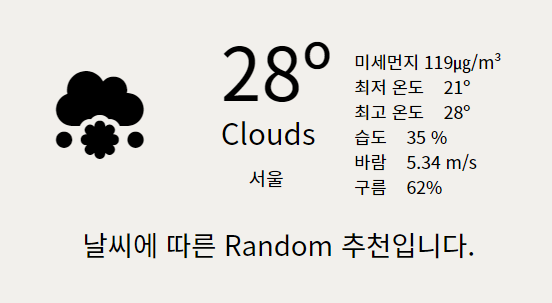 28°
Clouds
서울
미세먼지 119㎍/m³
최저 온도 21°
최고 온도 28°
습도 35 %
바람 5.34 m/s
구름 62%
날씨에 따른 Random 추천입니다.